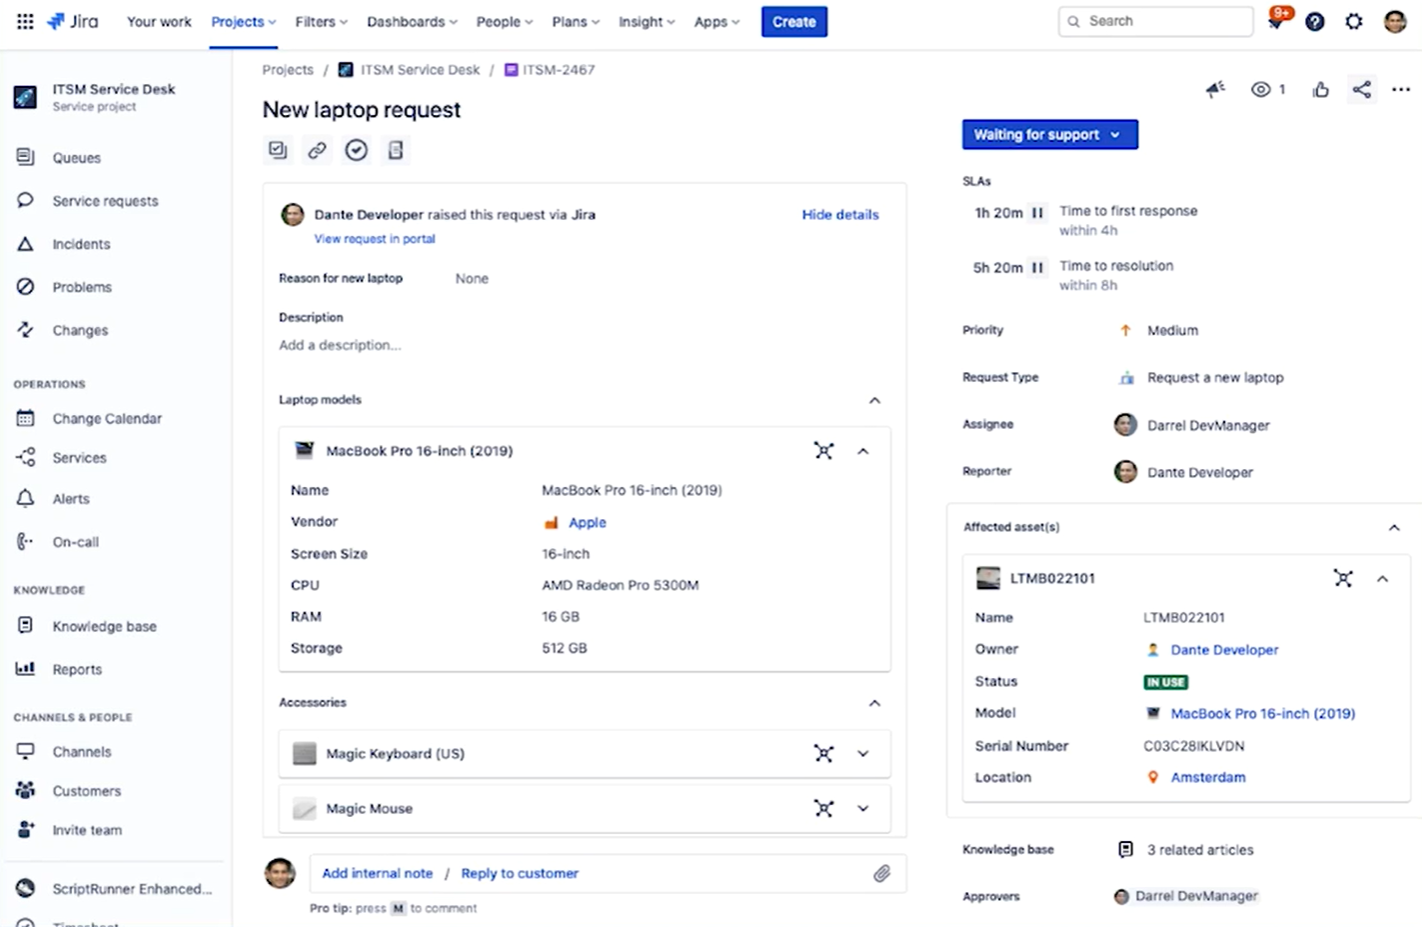 Jira Your work Projects Filters Dashboards People Plans Insight Apps Create Search 9+
ITSM Service Desk
Service project
Queues
Service requests
Incidents
Problems
Changes
OPERATIONS
Change Calendar
Services
Alerts
On-call
KNOWLEDGE
Knowledge base
Reports
CHANNELS & PEOPLE
Channels
Customers
Invite team
ScriptRunner Enhanced...
Projects / ITSM Service Desk / ITSM-2467
New laptop request
Dante Developer raised this request via Jira Hide details
View request in portal
Reason for new laptop None
Description
Add a description...
Laptop models
MacBook Pro 16-inch (2019)
Name MacBook Pro 16-inch (2019)
Vendor Apple
Screen Size 16-inch
CPU AMD Radeon Pro 5300M
RAM 16 GB
Storage 512 GB
Accessories
Magic Keyboard (US)
Magic Mouse
Add internal note / Reply to customer
Pro tip: press M to comment
1
Waiting for support
SLAs
1h 20m Time to first response
within 4h
5h 20m Time to resolution
within 8h
Priority Medium
Request Type Request a new laptop
Assignee Darrel DevManager
Reporter Dante Developer
Affected asset(s)
LTMB022101
Name LTMB022101
Owner Dante Developer
Status IN USE
Model MacBook Pro 16-inch (2019)
Serial Number C03C28IKLVDN
Location Amsterdam
Knowledge base 3 related articles
Approvers Darrel DevManager